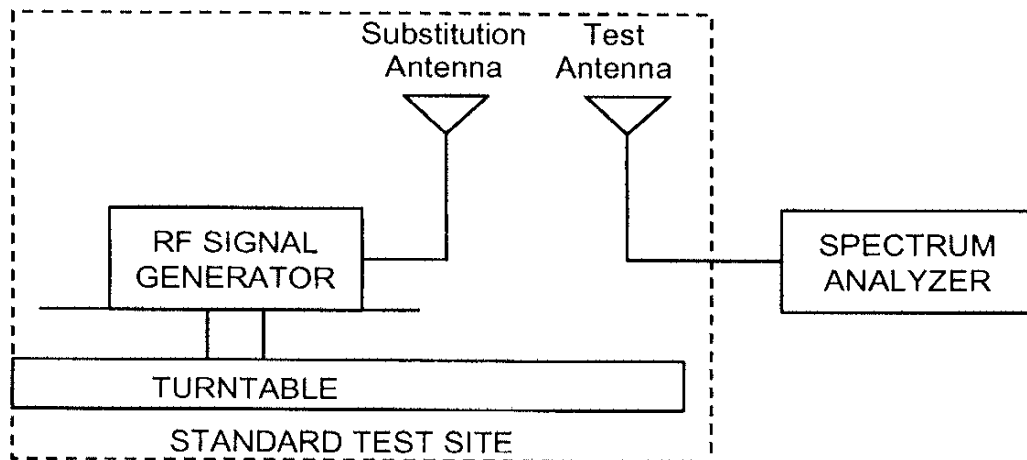 Substitution
Antenna
Test
Antenna
RF SIGNAL
GENERATOR
SPECTRUM
ANALYZER
TURNTABLE
STANDARD TEST SITE